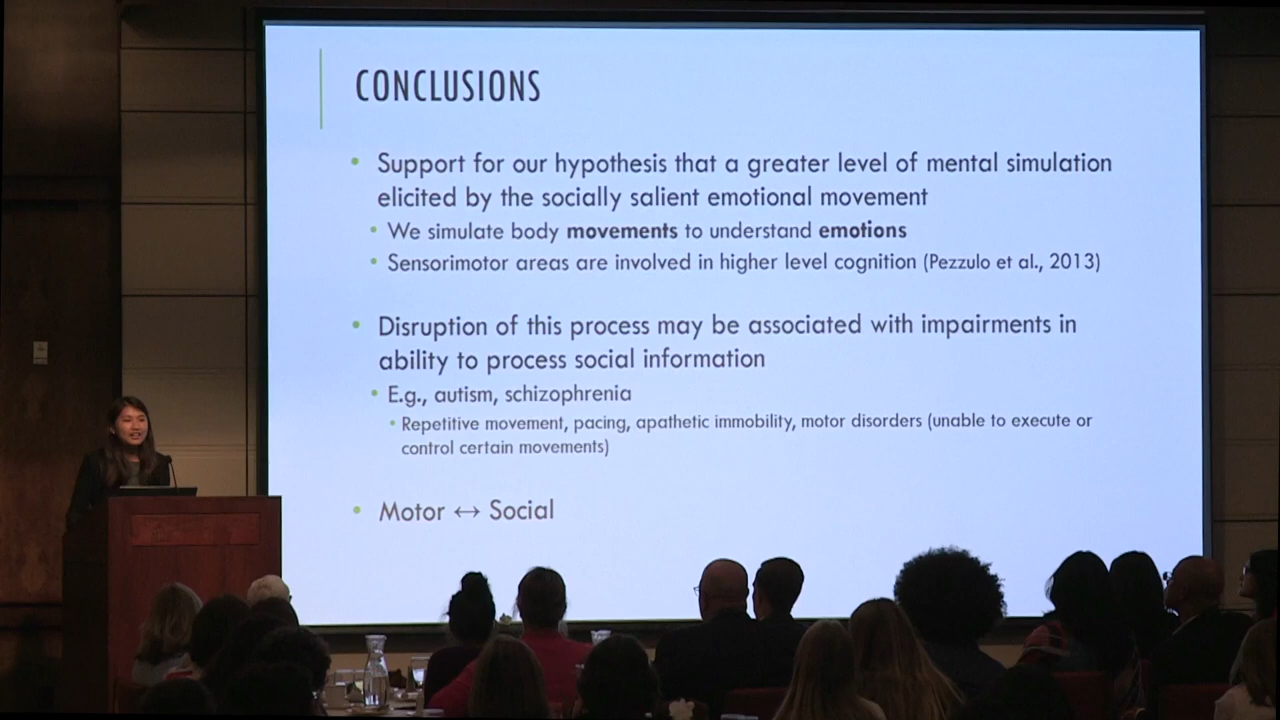 CONCLUSIONS
• Support for our hypothesis that a greater level of mental simulation
elicited by the socially salient emotional movement
• We simulate body movements to understand emotions
• Sensorimotor areas are involved in higher level cognition (Pezzulo et al., 2013)
• Disruption of this process may be associated with impairments in
ability to process social information
• E.g., autism, schizophrenia
• Repetitive movement, pacing, apathetic immobility, motor disorders (unable to execute or
control certain movements)
• Motor ↔ Social